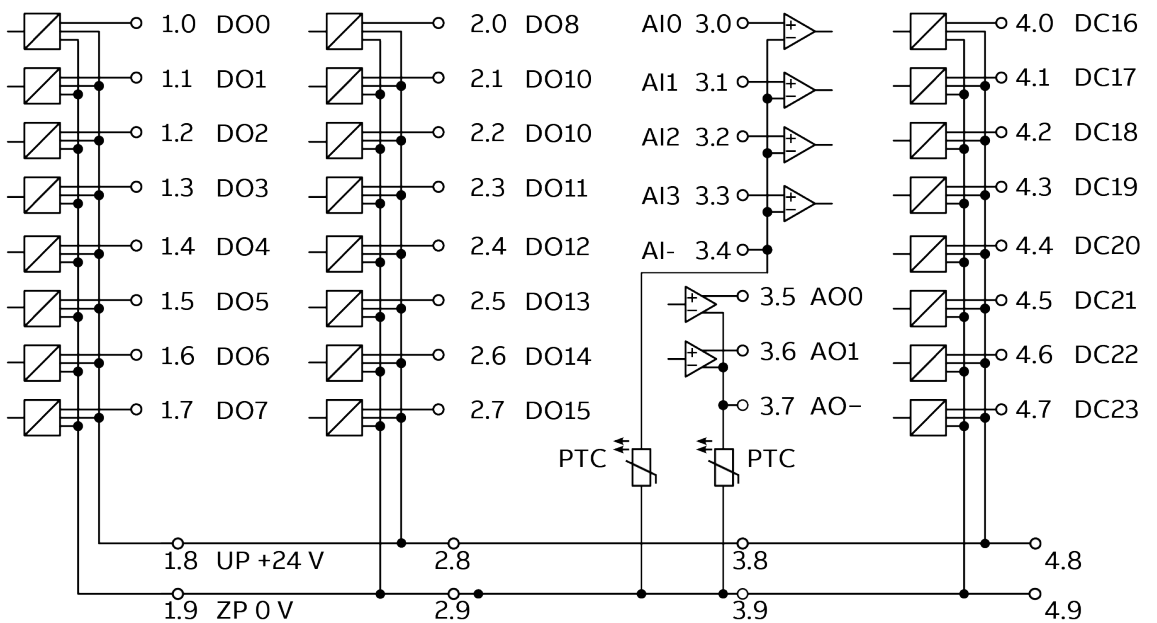 1.0 DO0 2.0 DO8 AI0 3.0 4.0 DC16
1.1 DO1 2.1 DO10 AI1 3.1 4.1 DC17
1.2 DO2 2.2 DO10 AI2 3.2 4.2 DC18
1.3 DO3 2.3 DO11 AI3 3.3 4.3 DC19
1.4 DO4 2.4 DO12 AI- 3.4 4.4 DC20
1.5 DO5 2.5 DO13 3.5 AO0 4.5 DC21
1.6 DO6 2.6 DO14 3.6 AO1 4.6 DC22
1.7 DO7 2.7 DO15 3.7 AO− 4.7 DC23
PTC PTC
1.8 UP +24 V 2.8 3.8 4.8
1.9 ZP 0 V 2.9 3.9 4.9